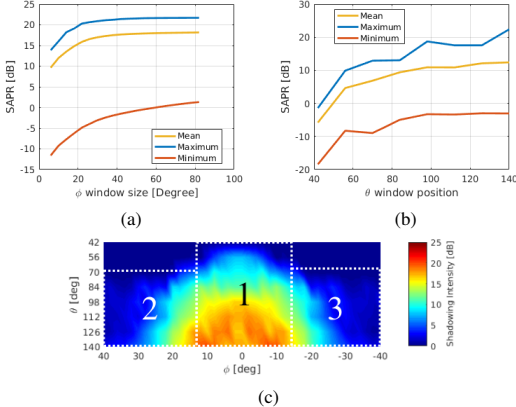 25
20
15
10
5
0
-5
-10
-15
SAPR [dB]
0 20 40 60 80 100
ϕ window size [Degree]
Mean
Maximum
Minimum
(a)
30
20
10
0
-10
-20
SAPR [dB]
40 60 80 100 120 140
θ window position
Mean
Maximum
Minimum
(b)
42
56
70
84
98
112
126
140
θ [deg]
2 1 3
40 30 20 10 0 -10 -20 -30 -40
ϕ [deg]
25
20
15
10
5
0
Shadowing Intensity [dB]
(c)